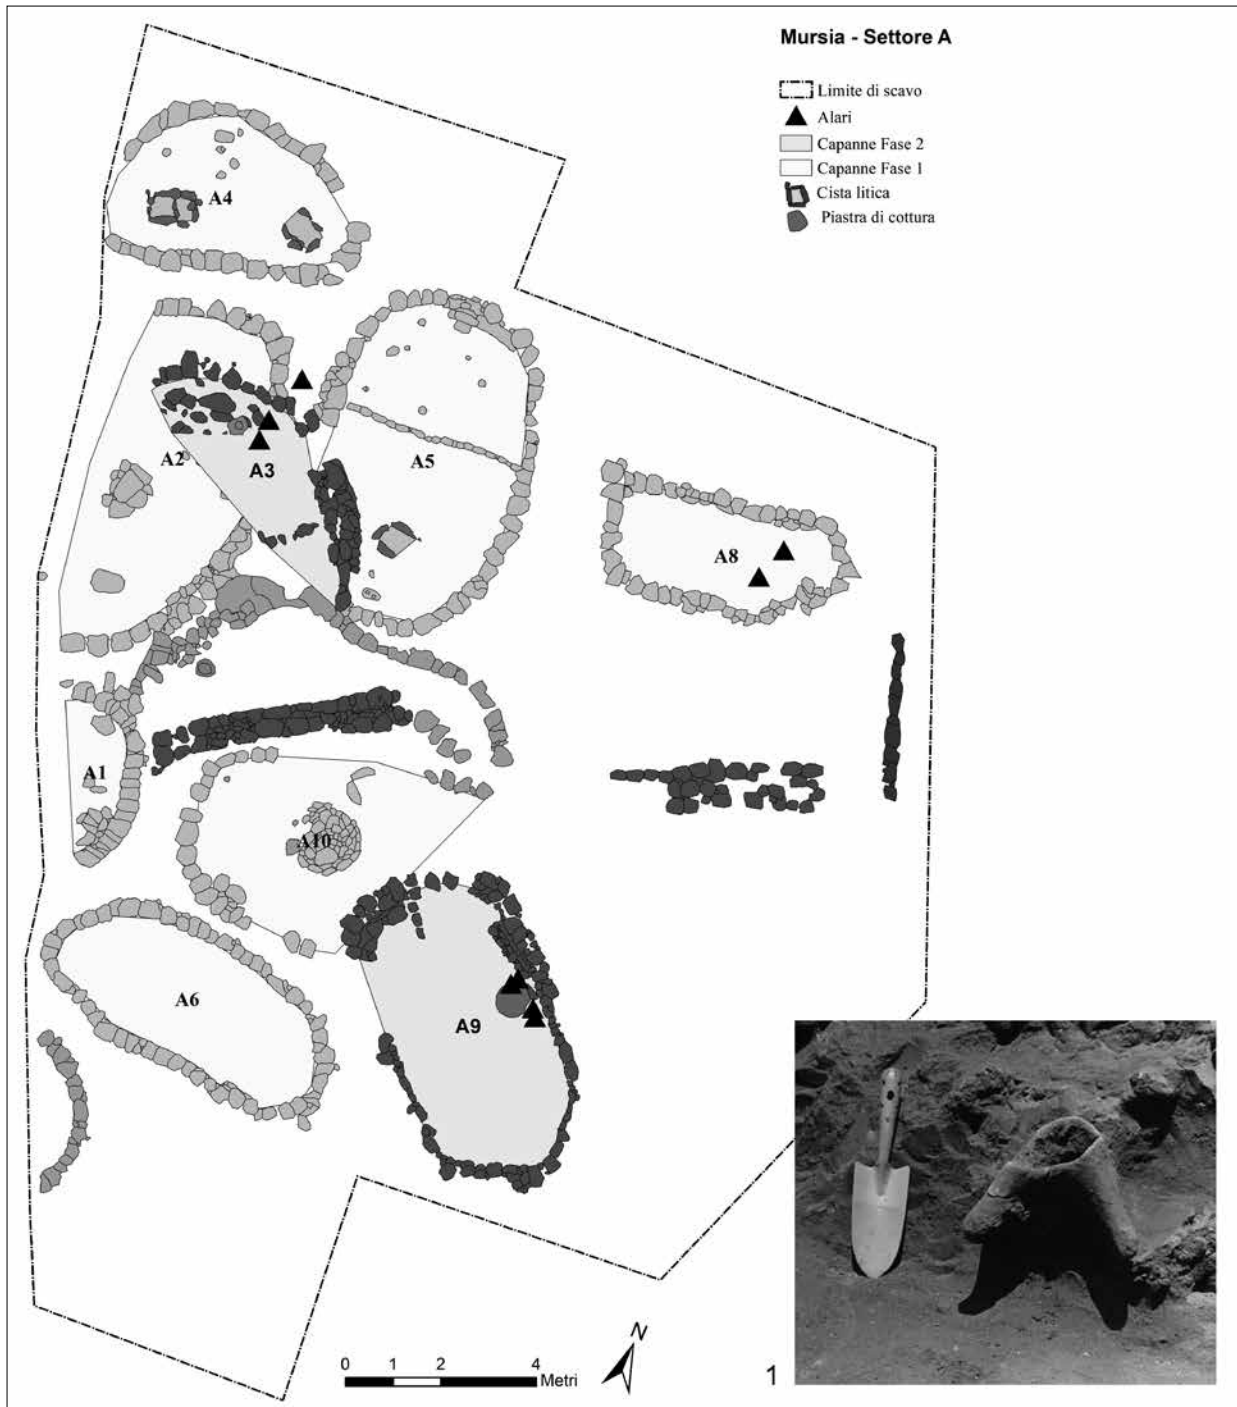 Mursia - Settore A
Limite di scavo
Alari
Capanne Fase 2
Capanne Fase 1
Cista litica
Piastra di cottura
A4
A2
A3
A5
A8
A1
A10
A6
A9
N
0 1 2 4
Metri
1